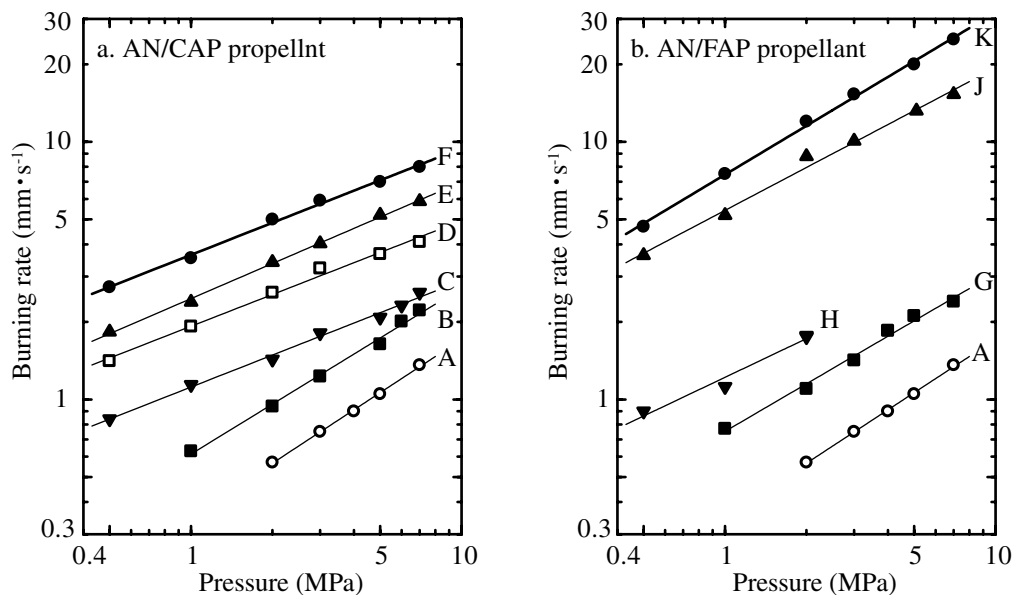 30
20
10
5
2
1
0.3
0.4
1
5
10
Burning rate (mm·s⁻¹)
Pressure (MPa)
a. AN/CAP propellnt
F
E
D
C
B
A
30
20
10
5
2
1
0.3
0.4
1
5
10
Burning rate (mm·s⁻¹)
Pressure (MPa)
b. AN/FAP propellant
K
J
G
H
A